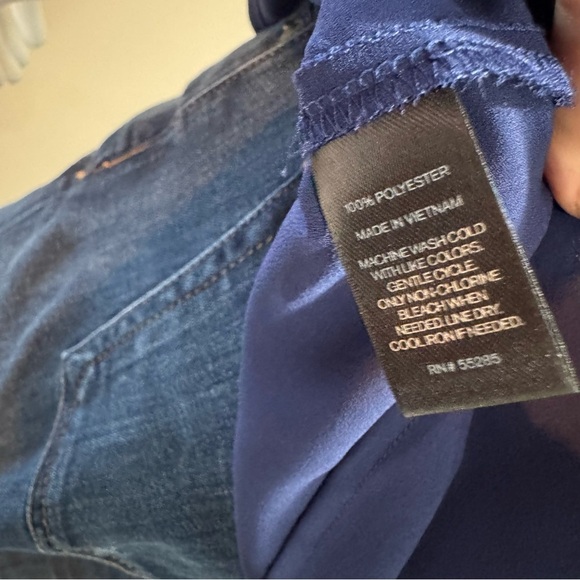 100% POLYESTER
MADE IN VIETNAM
MACHINE WASH COLD
WITH LIKE COLORS.
GENTLE CYCLE.
ONLY NON-CHLORINE
BLEACH WHEN
NEEDED. LINE DRY.
COOL IRON IF NEEDED.
RN# 55285